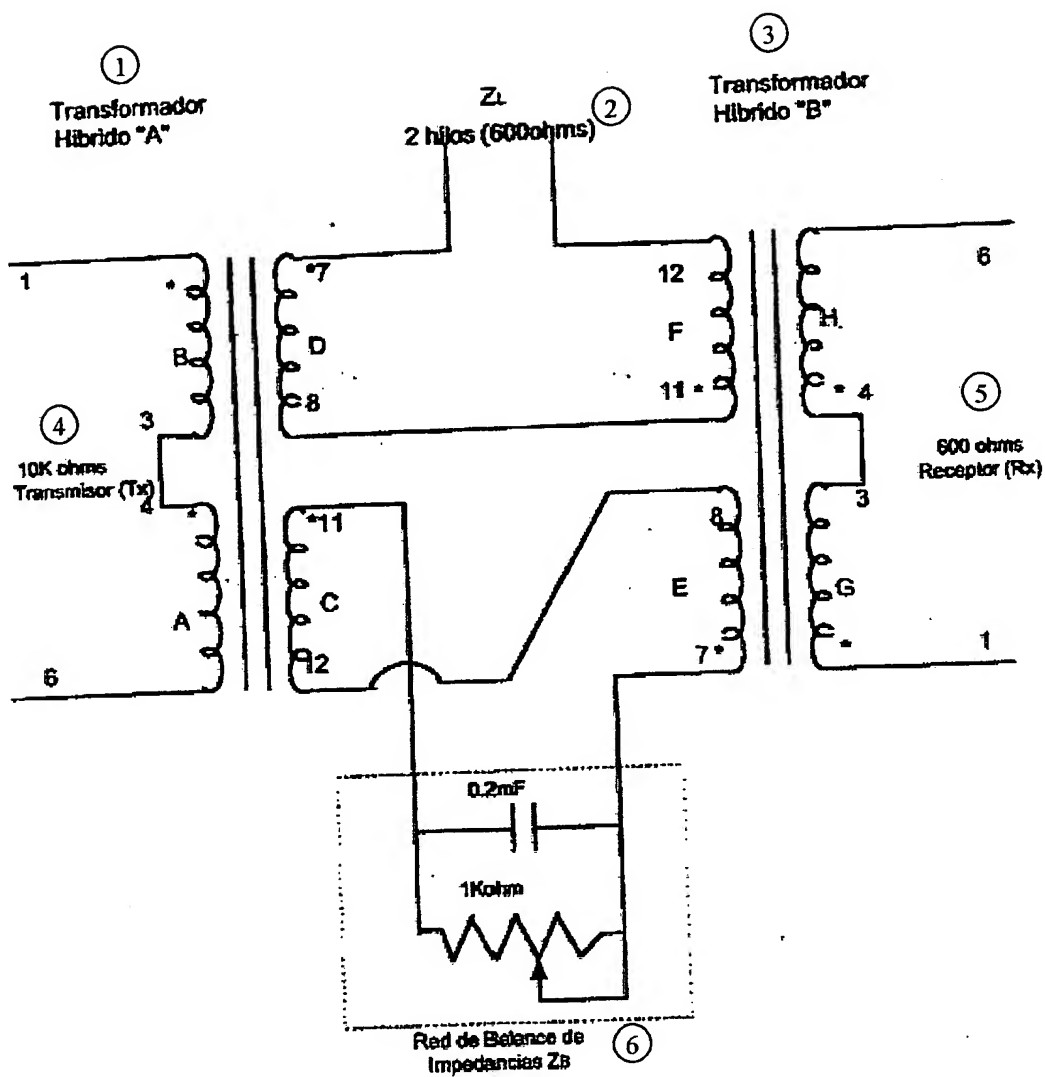 1
Transformador
Hibrido "A"
ZL
2 hilos (600ohms)
2
3
Transformador
Hibrido "B"
1
*
B
3
*7
D
8
12
F
11 *
6
H
* 4
4
10K ohms
Transmisor (Tx)
4
*
A
6
*11
C
12
8
E
7 *
5
600 ohms
Receptor (Rx)
3
G
*
1
0.2mF
1Kohm
Red de Balance de
Impedancias ZB
6